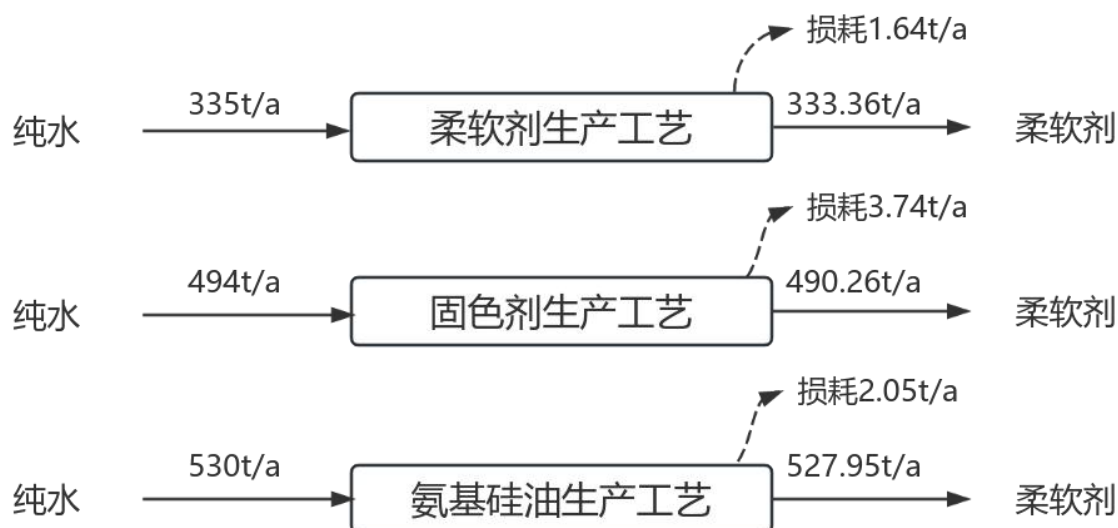 损耗1.64t/a
纯水 335t/a 柔软剂生产工艺 333.36t/a 柔软剂
损耗3.74t/a
纯水 494t/a 固色剂生产工艺 490.26t/a 柔软剂
损耗2.05t/a
纯水 530t/a 氨基硅油生产工艺 527.95t/a 柔软剂